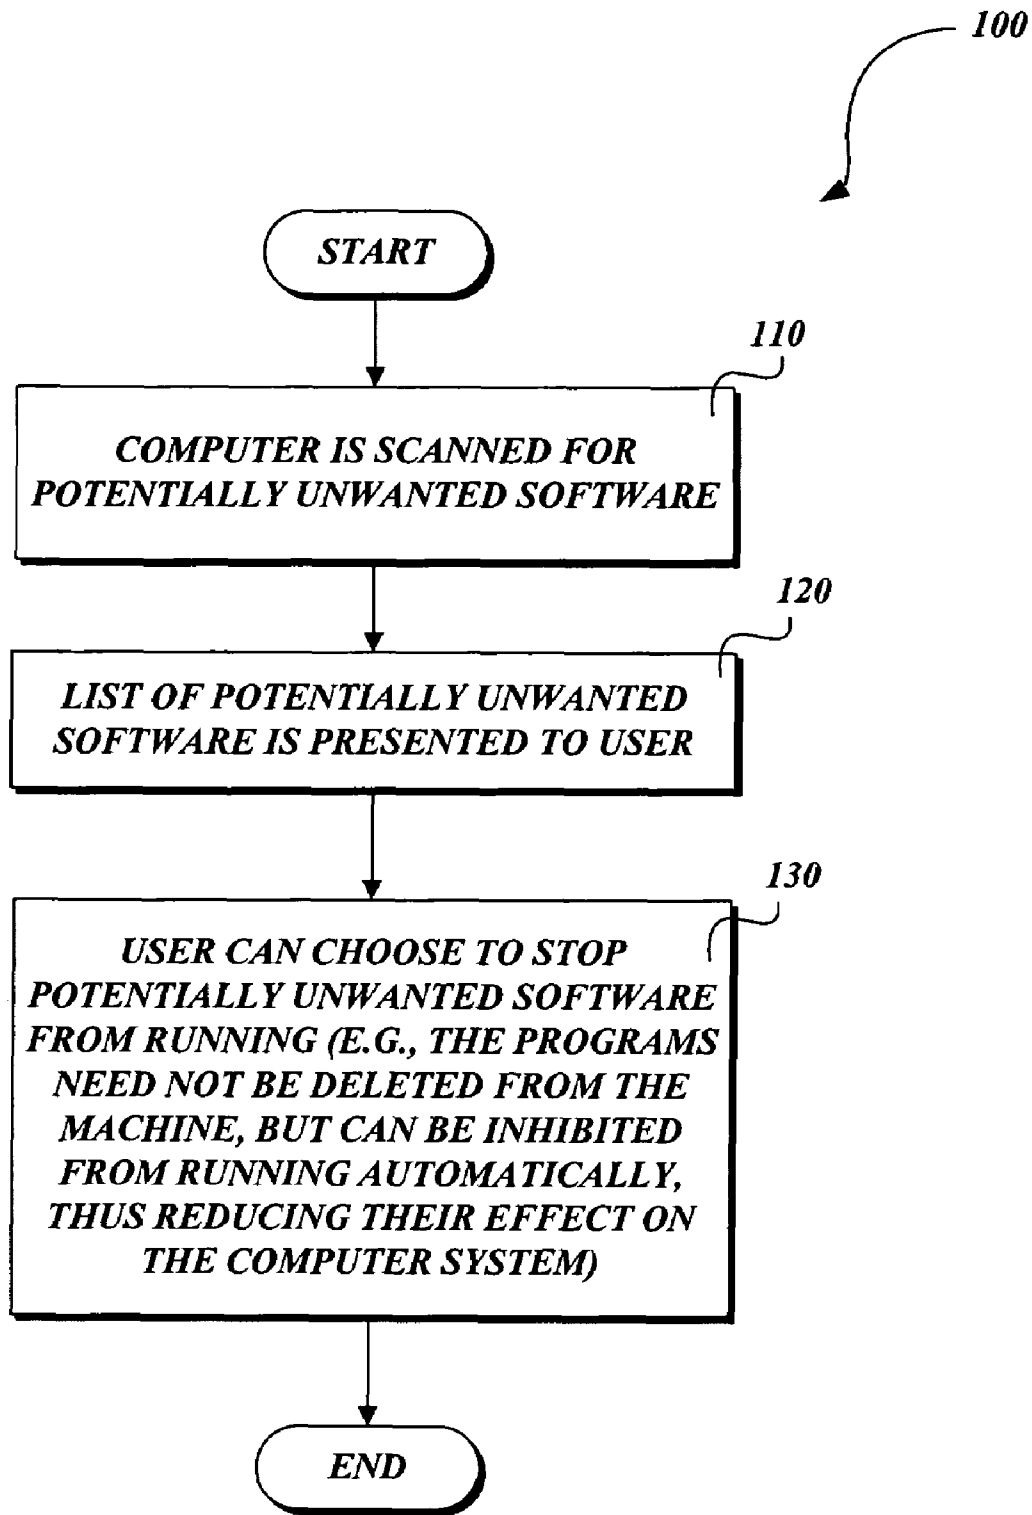 100
START
110
COMPUTER IS SCANNED FOR
POTENTIALLY UNWANTED SOFTWARE
120
LIST OF POTENTIALLY UNWANTED
SOFTWARE IS PRESENTED TO USER
130
USER CAN CHOOSE TO STOP
POTENTIALLY UNWANTED SOFTWARE
FROM RUNNING (E.G., THE PROGRAMS
NEED NOT BE DELETED FROM THE
MACHINE, BUT CAN BE INHIBITED
FROM RUNNING AUTOMATICALLY,
THUS REDUCING THEIR EFFECT ON
THE COMPUTER SYSTEM)
END